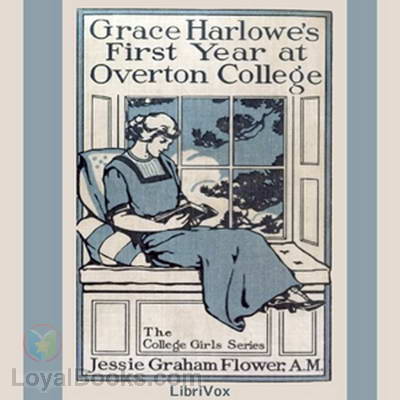 Grace Harlowe's
First Year at
Overton College
The
College Girls Series
Jessie Graham Flower, A.M.
LoyalBooks.com
LibriVox